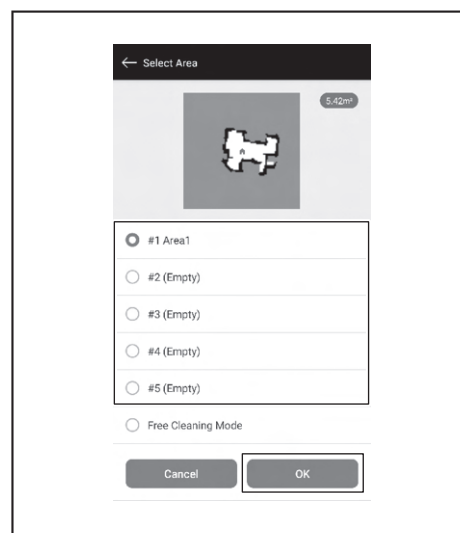 ← Select Area
5.42m²
#1 Area1
#2 (Empty)
#3 (Empty)
#4 (Empty)
#5 (Empty)
Free Cleaning Mode
Cancel OK